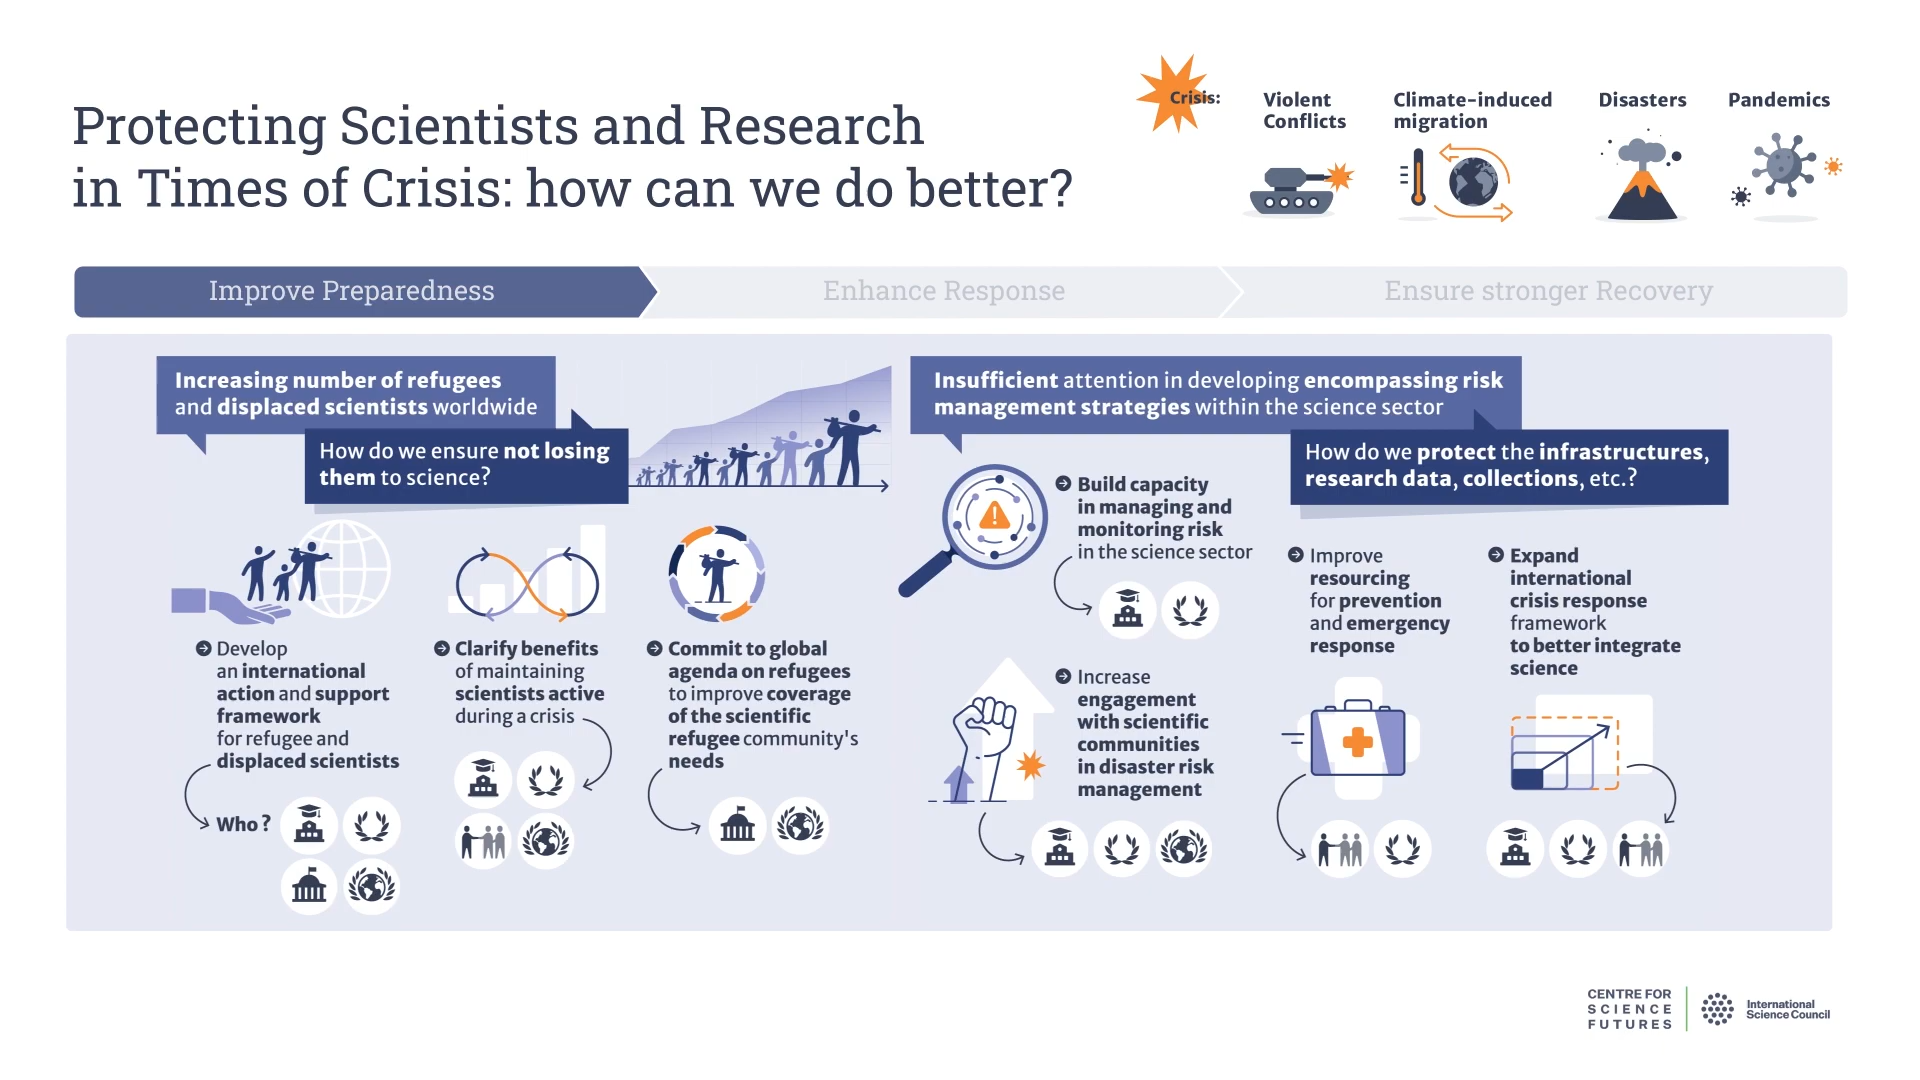 Protecting Scientists and Research
in Times of Crisis: how can we do better?
Crisis:
Violent
Conflicts
Climate-induced
migration
Disasters
Pandemics
Improve Preparedness
Enhance Response
Ensure stronger Recovery
Increasing number of refugees
and displaced scientists worldwide
How do we ensure not losing
them to science?
Develop
an international
action and support
framework
for refugee and
displaced scientists
Who ?
Clarify benefits
of maintaining
scientists active
during a crisis
Commit to global
agenda on refugees
to improve coverage
of the scientific
refugee community's
needs
Insufficient attention in developing encompassing risk
management strategies within the science sector
How do we protect the infrastructures,
research data, collections, etc.?
Build capacity
in managing and
monitoring risk
in the science sector
Increase
engagement
with scientific
communities
in disaster risk
management
Improve
resourcing
for prevention
and emergency
response
Expand
international
crisis response
framework
to better integrate
science
CENTRE FOR
SCIENCE
FUTURES
International
Science Council